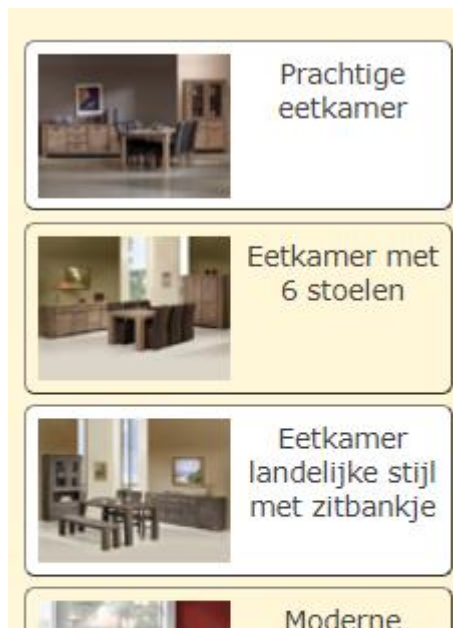 Prachtige
eetkamer
Eetkamer met
6 stoelen
Eetkamer
landelijke stijl
met zitbankje
Moderne